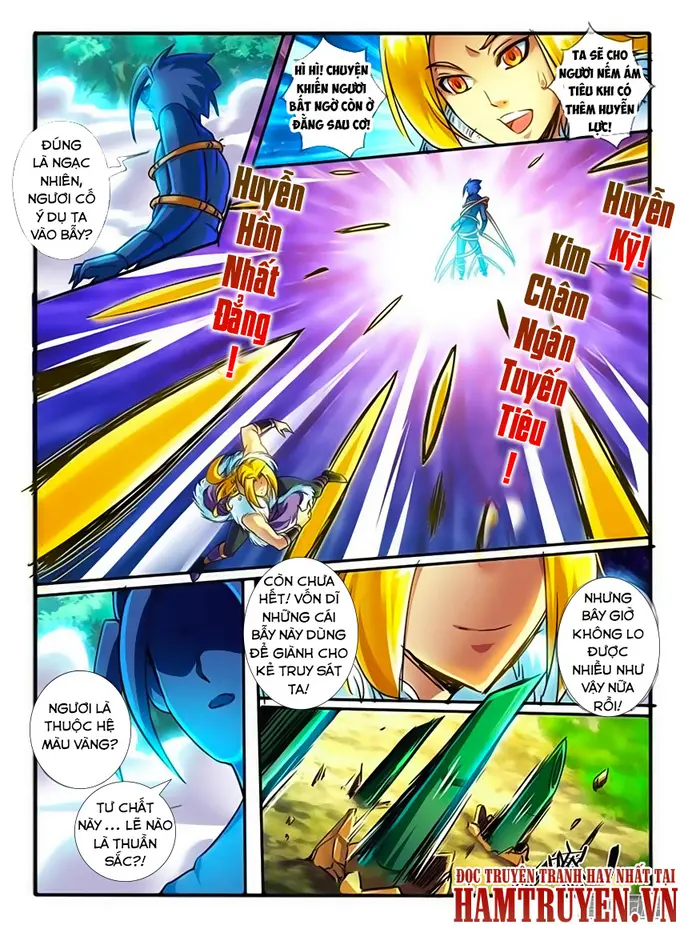 ĐÚNG
LÀ NGẠC
NHIÊN,
NGƯƠI CỐ
Ý DỤ TA
VÀO BẪY?
HÌ HÌ! CHUYỆN
KHIẾN NGƯƠI
BẤT NGỜ CÒN Ở
ĐẰNG SAU CƠ!
TA SẼ CHO
NGƯƠI NẾM ÁM
TIÊU KHI CÓ
THÊM HUYỄN
LỰC!
Huyễn
Kỳ!
Kim
Châm
Ngân
Tuyến
Tiêu
!
Huyễn
Hồn
Nhất
Đẳng
!
NGƯƠI LÀ
THUỘC HỆ
MÀU VÀNG?
TƯ CHẤT
NÀY ... LẼ NÀO
LÀ THUẦN
SẮC?!
CÒN CHƯA
HẾT! VỐN DĨ
NHỮNG CÁI
BẪY NÀY DÙNG
ĐỂ GIÀNH CHO
KẺ TRUY SÁT
TA!
NHƯNG
BÂY GIỜ
KHÔNG LO
ĐƯỢC
NHIỀU NHƯ
VẬY NỮA
RỒI!
ĐỌC TRUYỆN TRANH HAY NHẤT TẠI
HAMTRUYEN.VN